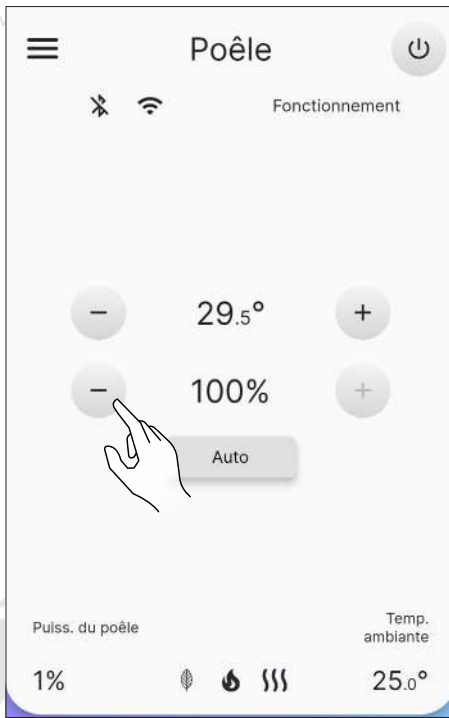 Poêle
Fonctionnement
− 29.5° +
− 100% +
Auto
Puiss. du poêle
Temp.
ambiante
1%
25.0°